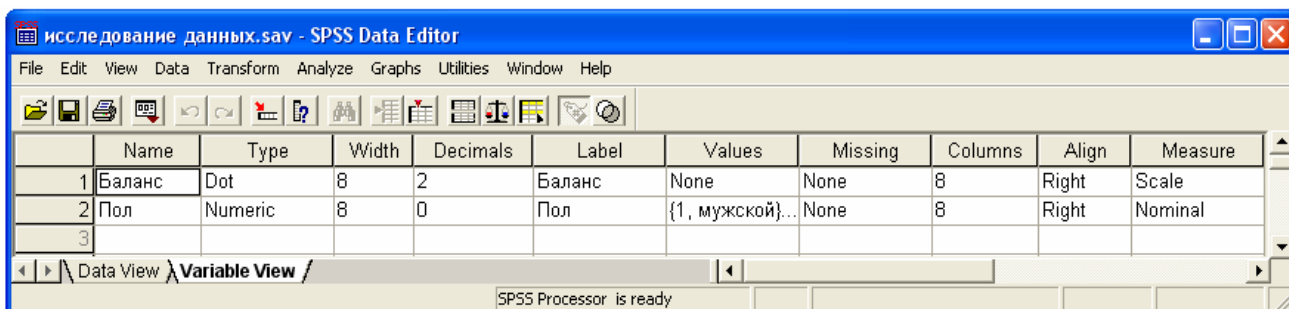 исследование данных.sav - SPSS Data Editor
File Edit View Data Transform Analyze Graphs Utilities Window Help
Name Type Width Decimals Label Values Missing Columns Align Measure
1 Баланс Dot 8 2 Баланс None None 8 Right Scale
2 Пол Numeric 8 0 Пол {1, мужской}... None 8 Right Nominal
3
Data View Variable View
SPSS Processor is ready